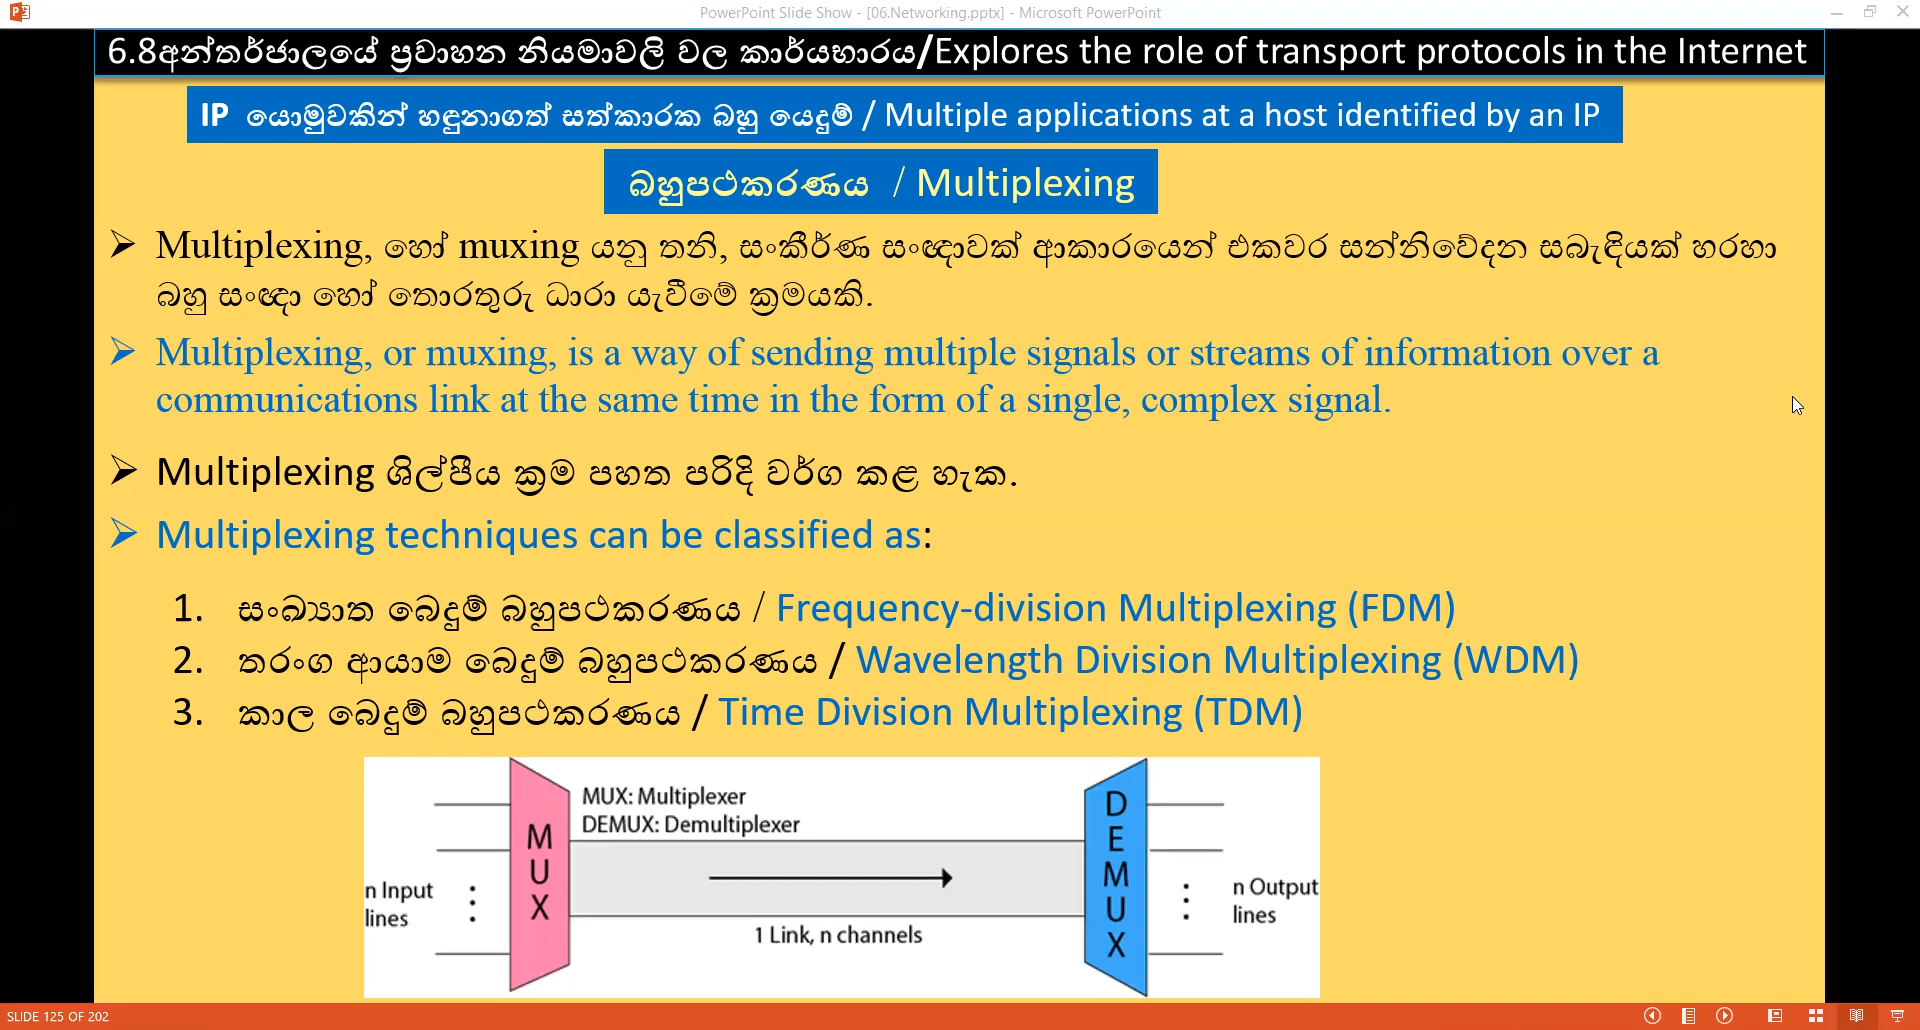 PowerPoint Slide Show - [06.Networking.pptx] - Microsoft PowerPoint
6.8අන්තර්ජාලයේ ප්‍රවාහන නියමාවලි වල කාර්යභාරය/Explores the role of transport protocols in the Internet
IP යොමුවකින් හඳුනාගත් සත්කාරක බහු යෙදුම් / Multiple applications at a host identified by an IP
බහුපථකරණය / Multiplexing
Multiplexing, හෝ muxing යනු තනි, සංකීර්ණ සංඥාවක් ආකාරයෙන් එකවර සන්නිවේදන සබැඳියක් හරහා
බහු සංඥා හෝ තොරතුරු ධාරා යැවීමේ ක්‍රමයකි.
Multiplexing, or muxing, is a way of sending multiple signals or streams of information over a
communications link at the same time in the form of a single, complex signal.
Multiplexing ශිල්පීය ක්‍රම පහත පරිදි වර්ග කළ හැක.
Multiplexing techniques can be classified as:
1. සංඛ්‍යාත බෙදුම් බහුපථකරණය / Frequency-division Multiplexing (FDM)
2. තරංග ආයාම බෙදුම් බහුපථකරණය / Wavelength Division Multiplexing (WDM)
3. කාල බෙදුම් බහුපථකරණය / Time Division Multiplexing (TDM)
MUX: Multiplexer
DEMUX: Demultiplexer
MUX
DEMUX
n Input
lines
n Output
lines
1 Link, n channels
SLIDE 125 OF 202